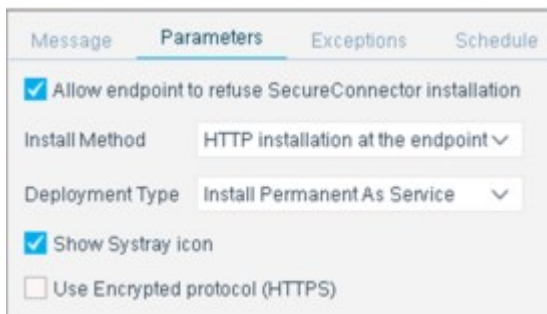 Message Parameters Exceptions Schedule
Allow endpoint to refuse SecureConnector installation
Install Method HTTP installation at the endpoint
Deployment Type Install Permanent As Service
Show Systray icon
Use Encrypted protocol (HTTPS)